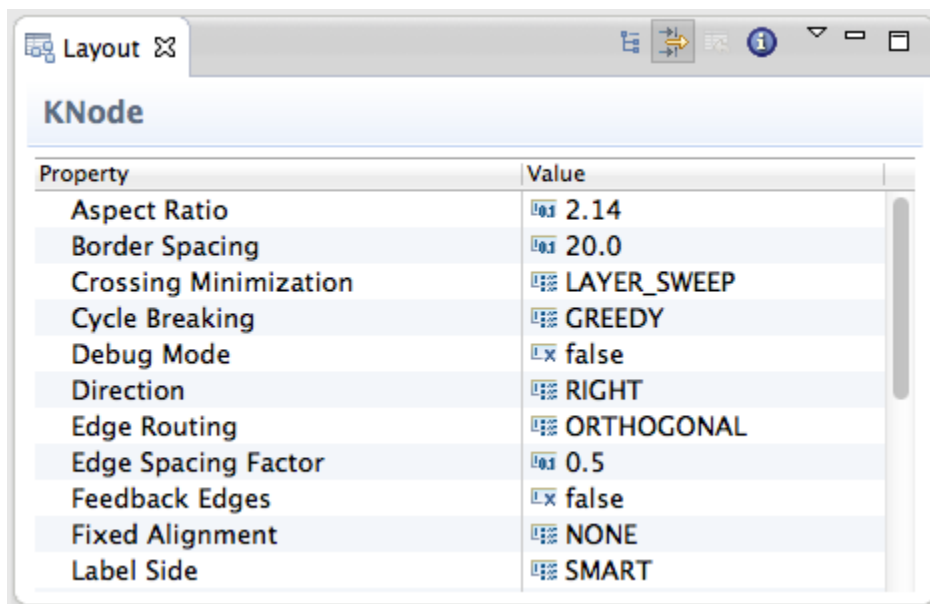 Layout
KNode
Property Value
Aspect Ratio 2.14
Border Spacing 20.0
Crossing Minimization LAYER_SWEEP
Cycle Breaking GREEDY
Debug Mode false
Direction RIGHT
Edge Routing ORTHOGONAL
Edge Spacing Factor 0.5
Feedback Edges false
Fixed Alignment NONE
Label Side SMART